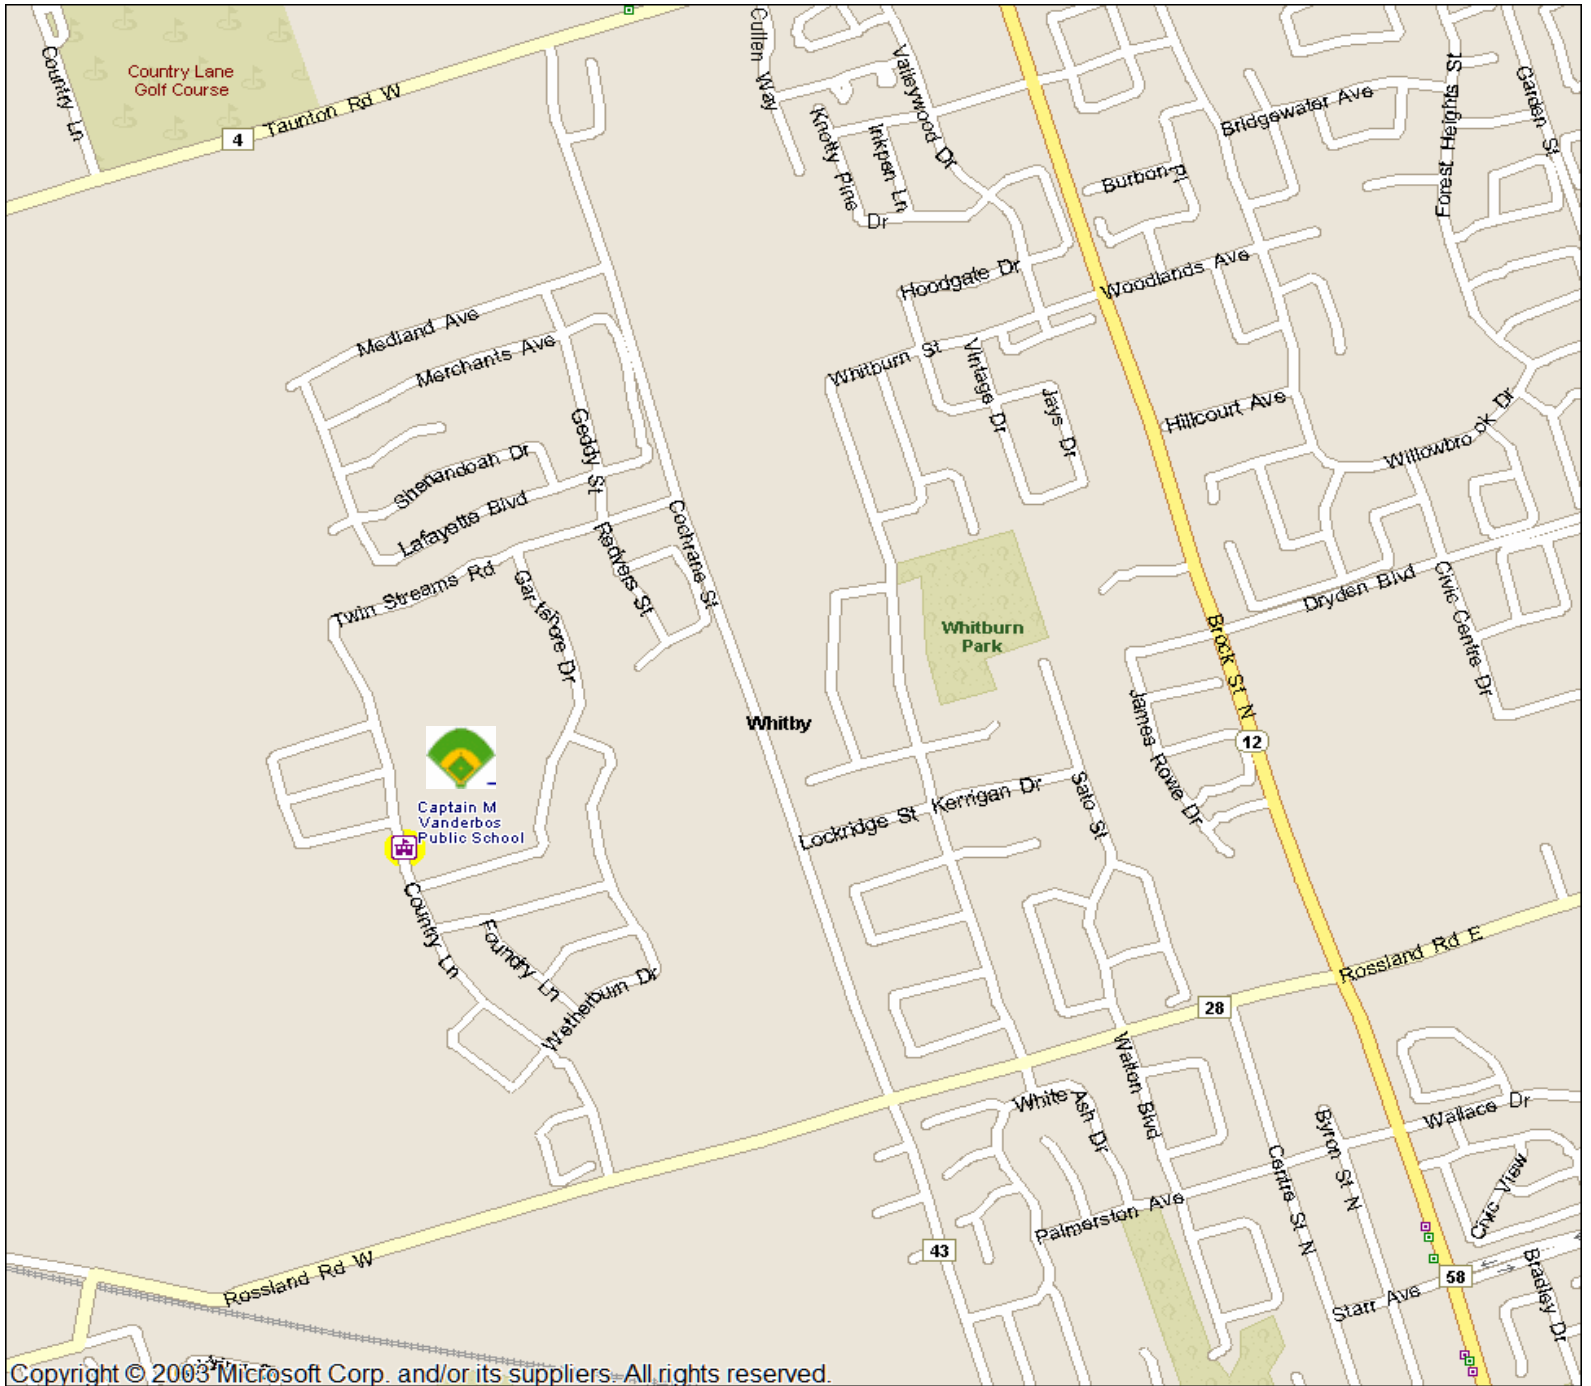 Country Ln
Country Lane
Golf Course
4
Taunton Rd W
Cullen Way
Valleywood Dr
Knotty Pine Dr
Inkpen Ln
Bridgewater Ave
Forest Heights St
Garden St
Burbon Pl
Woodlands Ave
Hoodgate Dr
Medland Ave
Merchants Ave
Whitburn St
Vintage Dr
Jays Dr
Hillcourt Ave
Willowbrook Dr
Geddy St
Shenandoah Dr
Lafayette Blvd
Redvers St
Cochrane St
Twin Streams Rd
Gartshore Dr
Whitburn
Park
Brock St N
Dryden Blvd
Civic Centre Dr
James Rowe Dr
12
Whitby
Captain M
Vanderbos
Public School
Lockridge St
Kerrigan Dr
Sato St
Country Ln
Foundry Ln
Wetherburn Dr
Rossland Rd E
28
Walton Blvd
White Ash Dr
Wallace Dr
Byron St N
Centre St N
Civic View
Palmerston Ave
43
58
Starr Ave
Bradley Dr
Rossland Rd W
Copyright © 2003 Microsoft Corp. and/or its suppliers. All rights reserved.